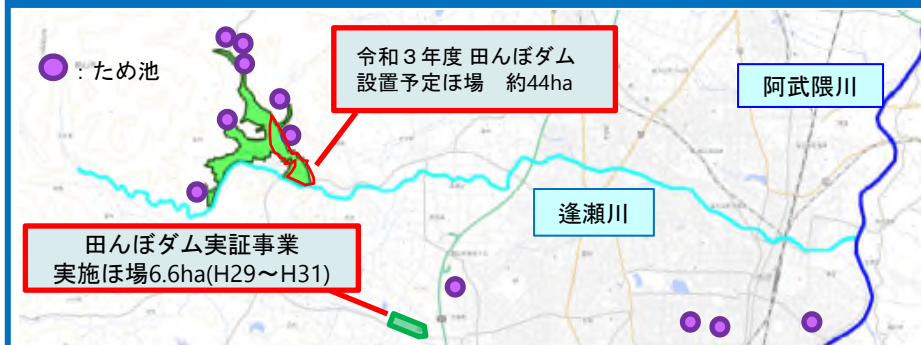 ：ため池
令和３年度 田んぼダム
設置予定ほ場　約44ha
阿武隈川
逢瀬川
田んぼダム実証事業
実施ほ場6.6ha(H29～H31)